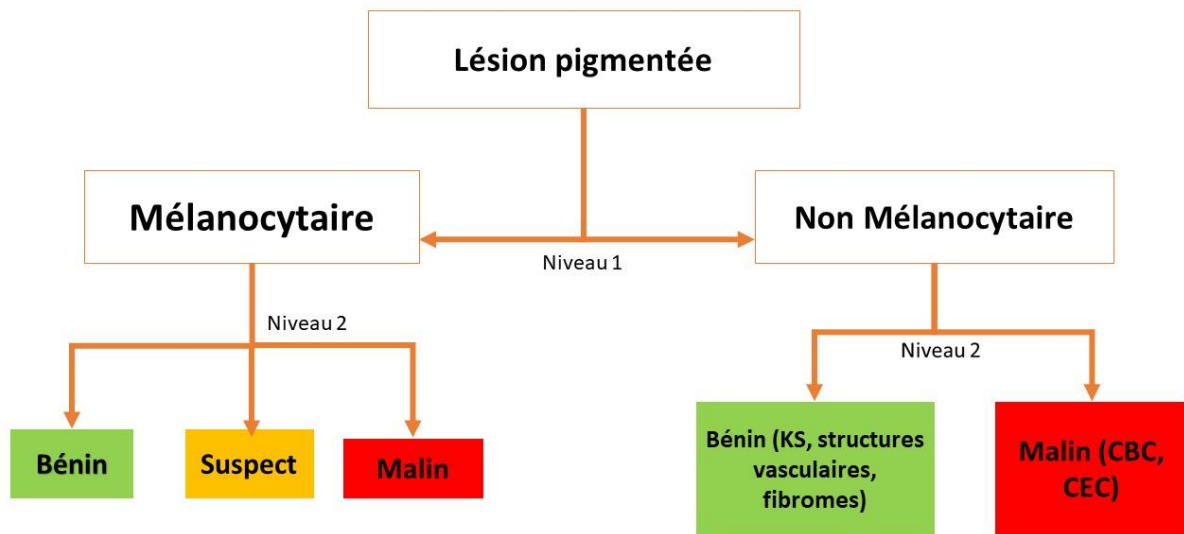 Lésion pigmentée
Mélanocytaire
Non Mélanocytaire
Niveau 1
Niveau 2
Niveau 2
Bénin
Suspect
Malin
Bénin (KS, structures
vasculaires,
fibromes)
Malin (CBC,
CEC)